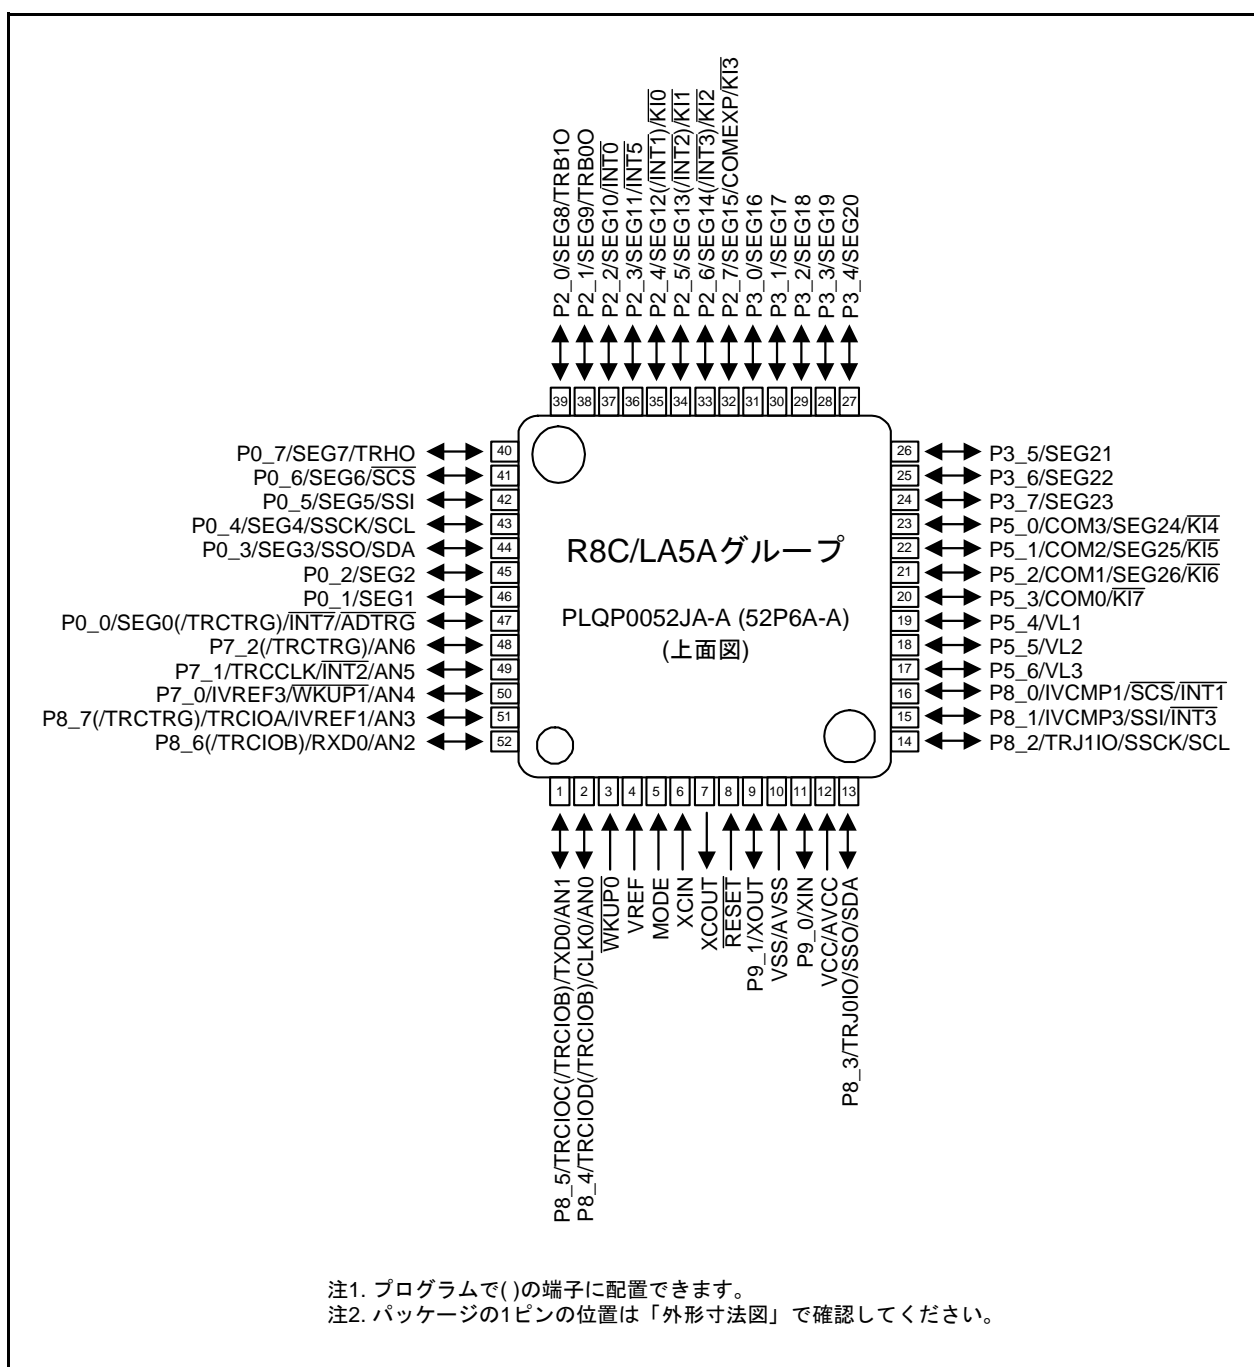 P2_0/SEG8/TRB1O
P2_1/SEG9/TRB0O
P2_2/SEG10/INT0
P2_3/SEG11/INT5
P2_4/SEG12(/INT1)/KI0
P2_5/SEG13(/INT2)/KI1
P2_6/SEG14(/INT3)/KI2
P2_7/SEG15/COMEXP/KI3
P3_0/SEG16
P3_1/SEG17
P3_2/SEG18
P3_3/SEG19
P3_4/SEG20
39 38 37 36 35 34 33 32 31 30 29 28 27
P0_7/SEG7/TRHO 40
P0_6/SEG6/SCS 41
P0_5/SEG5/SSI 42
P0_4/SEG4/SSCK/SCL 43
P0_3/SEG3/SSO/SDA 44
P0_2/SEG2 45
P0_1/SEG1 46
P0_0/SEG0(/TRCTRG)/INT7/ADTRG 47
P7_2(/TRCTRG)/AN6 48
P7_1/TRCCLK/INT2/AN5 49
P7_0/IVREF3/WKUP1/AN4 50
P8_7(/TRCTRG)/TRCIOA/IVREF1/AN3 51
P8_6(/TRCIOB)/RXD0/AN2 52
R8C/LA5Aグループ
PLQP0052JA-A (52P6A-A)
(上面図)
26 P3_5/SEG21
25 P3_6/SEG22
24 P3_7/SEG23
23 P5_0/COM3/SEG24/KI4
22 P5_1/COM2/SEG25/KI5
21 P5_2/COM1/SEG26/KI6
20 P5_3/COM0/KI7
19 P5_4/VL1
18 P5_5/VL2
17 P5_6/VL3
16 P8_0/IVCMP1/SCS/INT1
15 P8_1/IVCMP3/SSI/INT3
14 P8_2/TRJ1IO/SSCK/SCL
1 2 3 4 5 6 7 8 9 10 11 12 13
P8_5/TRCIOC(/TRCIOB)/TXD0/AN1
P8_4/TRCIOD(/TRCIOB)/CLK0/AN0
WKUP0
VREF
MODE
XCIN
XCOUT
RESET
P9_1/XOUT
VSS/AVSS
P9_0/XIN
VCC/AVCC
P8_3/TRJ0IO/SSO/SDA
注1. プログラムで( )の端子に配置できます。
注2. パッケージの1ピンの位置は「外形寸法図」で確認してください。